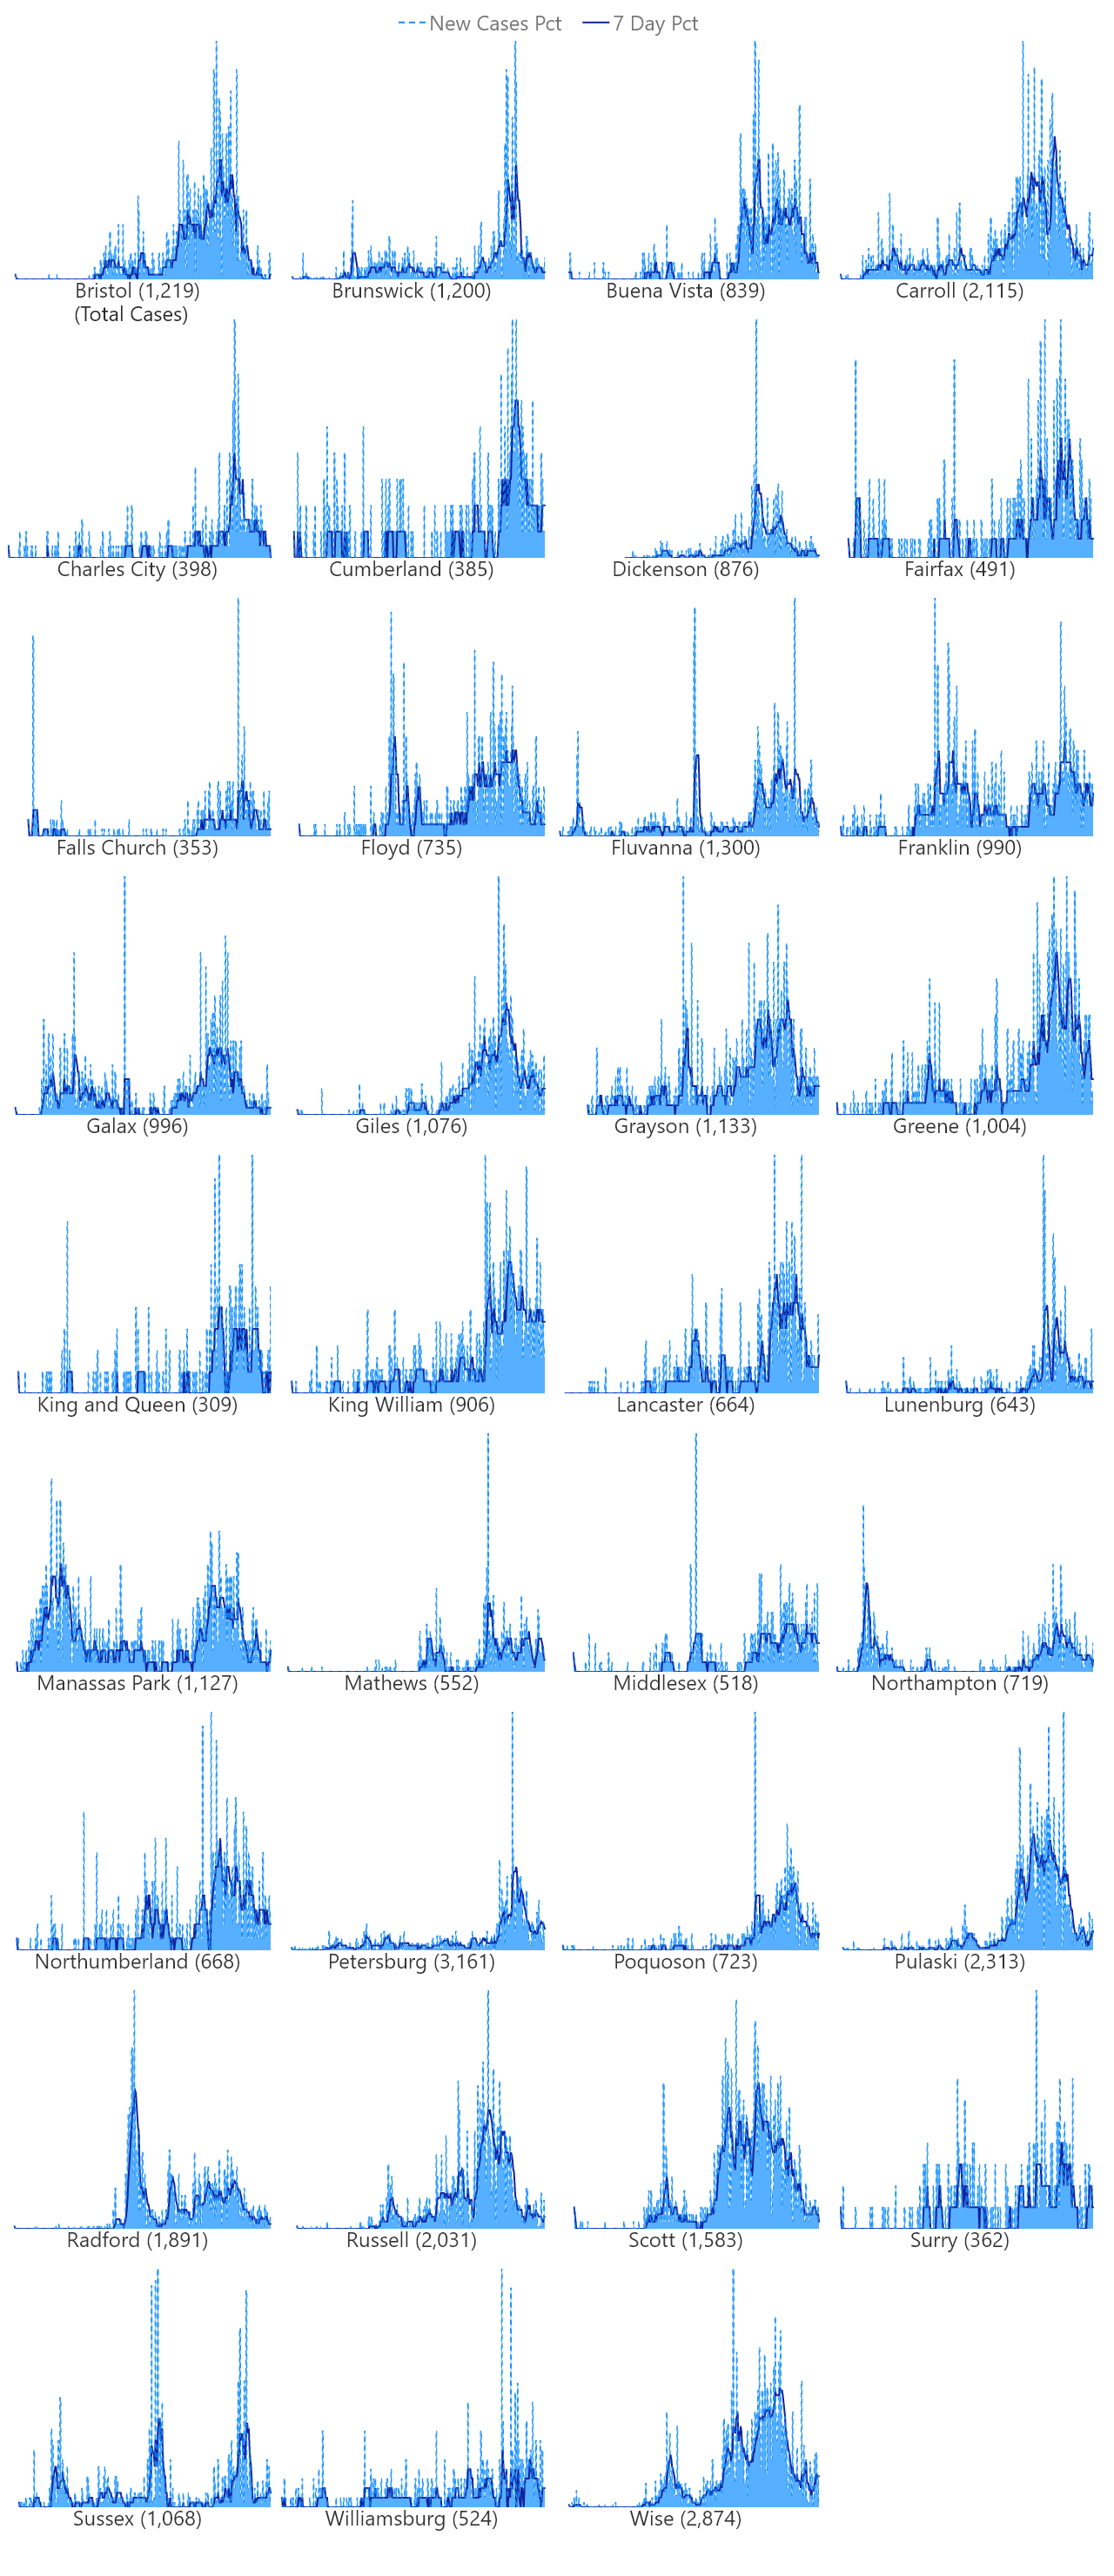 New Cases Pct 7 Day Pct
Bristol (1,219) Brunswick (1,200) Buena Vista (839) Carroll (2,115)
(Total Cases)
Charles City (398) Cumberland (385) Dickenson (876) Fairfax (491)
Falls Church (353) Floyd (735) Fluvanna (1,300) Franklin (990)
Galax (996) Giles (1,076) Grayson (1,133) Greene (1,004)
King and Queen (309) King William (906) Lancaster (664) Lunenburg (643)
Manassas Park (1,127) Mathews (552) Middlesex (518) Northampton (719)
Northumberland (668) Petersburg (3,161) Poquoson (723) Pulaski (2,313)
Radford (1,891) Russell (2,031) Scott (1,583) Surry (362)
Sussex (1,068) Williamsburg (524) Wise (2,874)